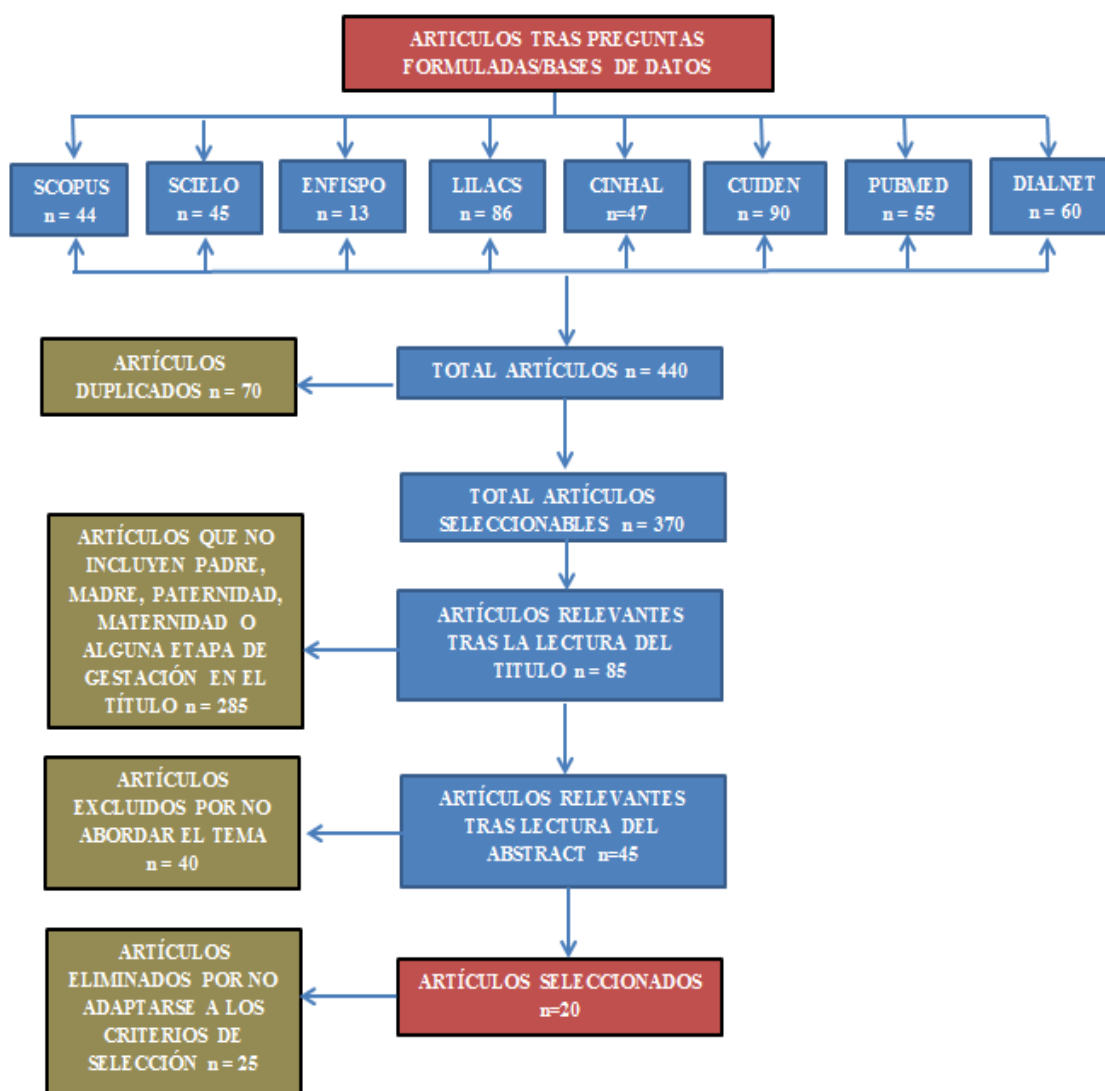 ARTICULOS TRAS PREGUNTAS
FORMULADAS/BASES DE DATOS
SCOPUS
n = 44
SCIELO
n = 45
ENFISPO
n = 13
LILACS
n = 86
CINHAL
n=47
CUIDEN
n = 90
PUBMED
n = 55
DIALNET
n = 60
TOTAL ARTÍCULOS n = 440
ARTÍCULOS
DUPLICADOS n = 70
TOTAL ARTÍCULOS
SELECCIONABLES n = 370
ARTÍCULOS RELEVANTES
TRAS LA LECTURA DEL
TITULO n = 85
ARTÍCULOS QUE NO
INCLUYEN PADRE,
MADRE, PATERNIDAD,
MATERNIDAD O
ALGUNA ETAPA DE
GESTACIÓN EN EL
TÍTULO n = 285
ARTÍCULOS RELEVANTES
TRAS LECTURA DEL
ABSTRACT n=45
ARTÍCULOS
EXCLUIDOS POR NO
ABORDAR EL TEMA
n = 40
ARTÍCULOS SELECCIONADOS
n=20
ARTÍCULOS
ELIMINADOS POR NO
ADAPTARSE A LOS
CRITERIOS DE
SELECCIÓN n = 25